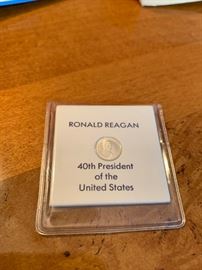 RONALD REAGAN
40th President
of the
United States